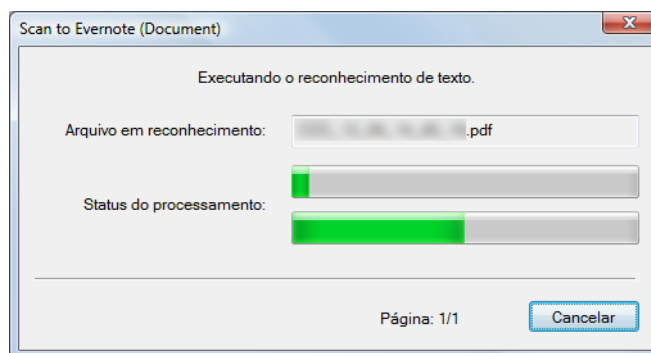 Scan to Evernote (Document)
Executando o reconhecimento de texto.
Arquivo em reconhecimento: .pdf
Status do processamento:
Página: 1/1 Cancelar